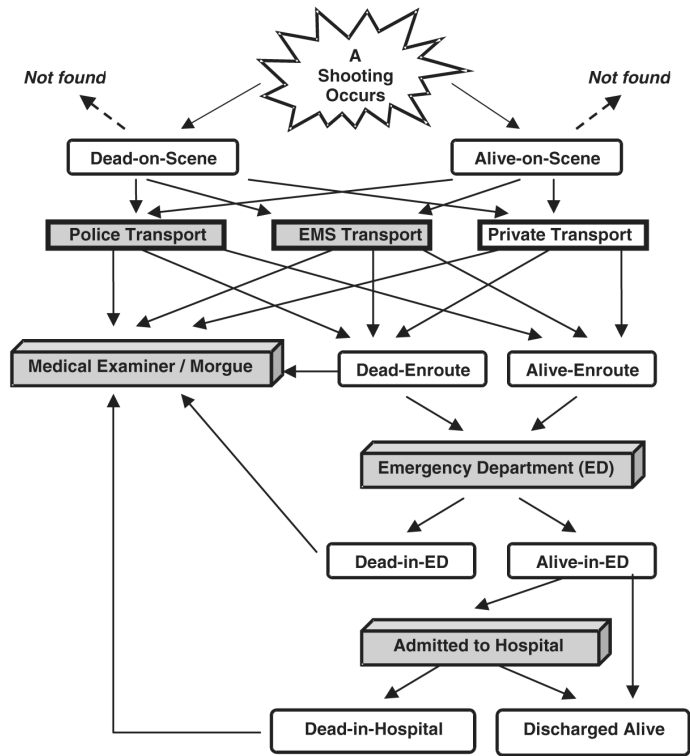 A
Shooting
Occurs
Not found
Not found
Dead-on-Scene
Alive-on-Scene
Police Transport
EMS Transport
Private Transport
Medical Examiner / Morgue
Dead-Enroute
Alive-Enroute
Emergency Department (ED)
Dead-in-ED
Alive-in-ED
Admitted to Hospital
Dead-in-Hospital
Discharged Alive